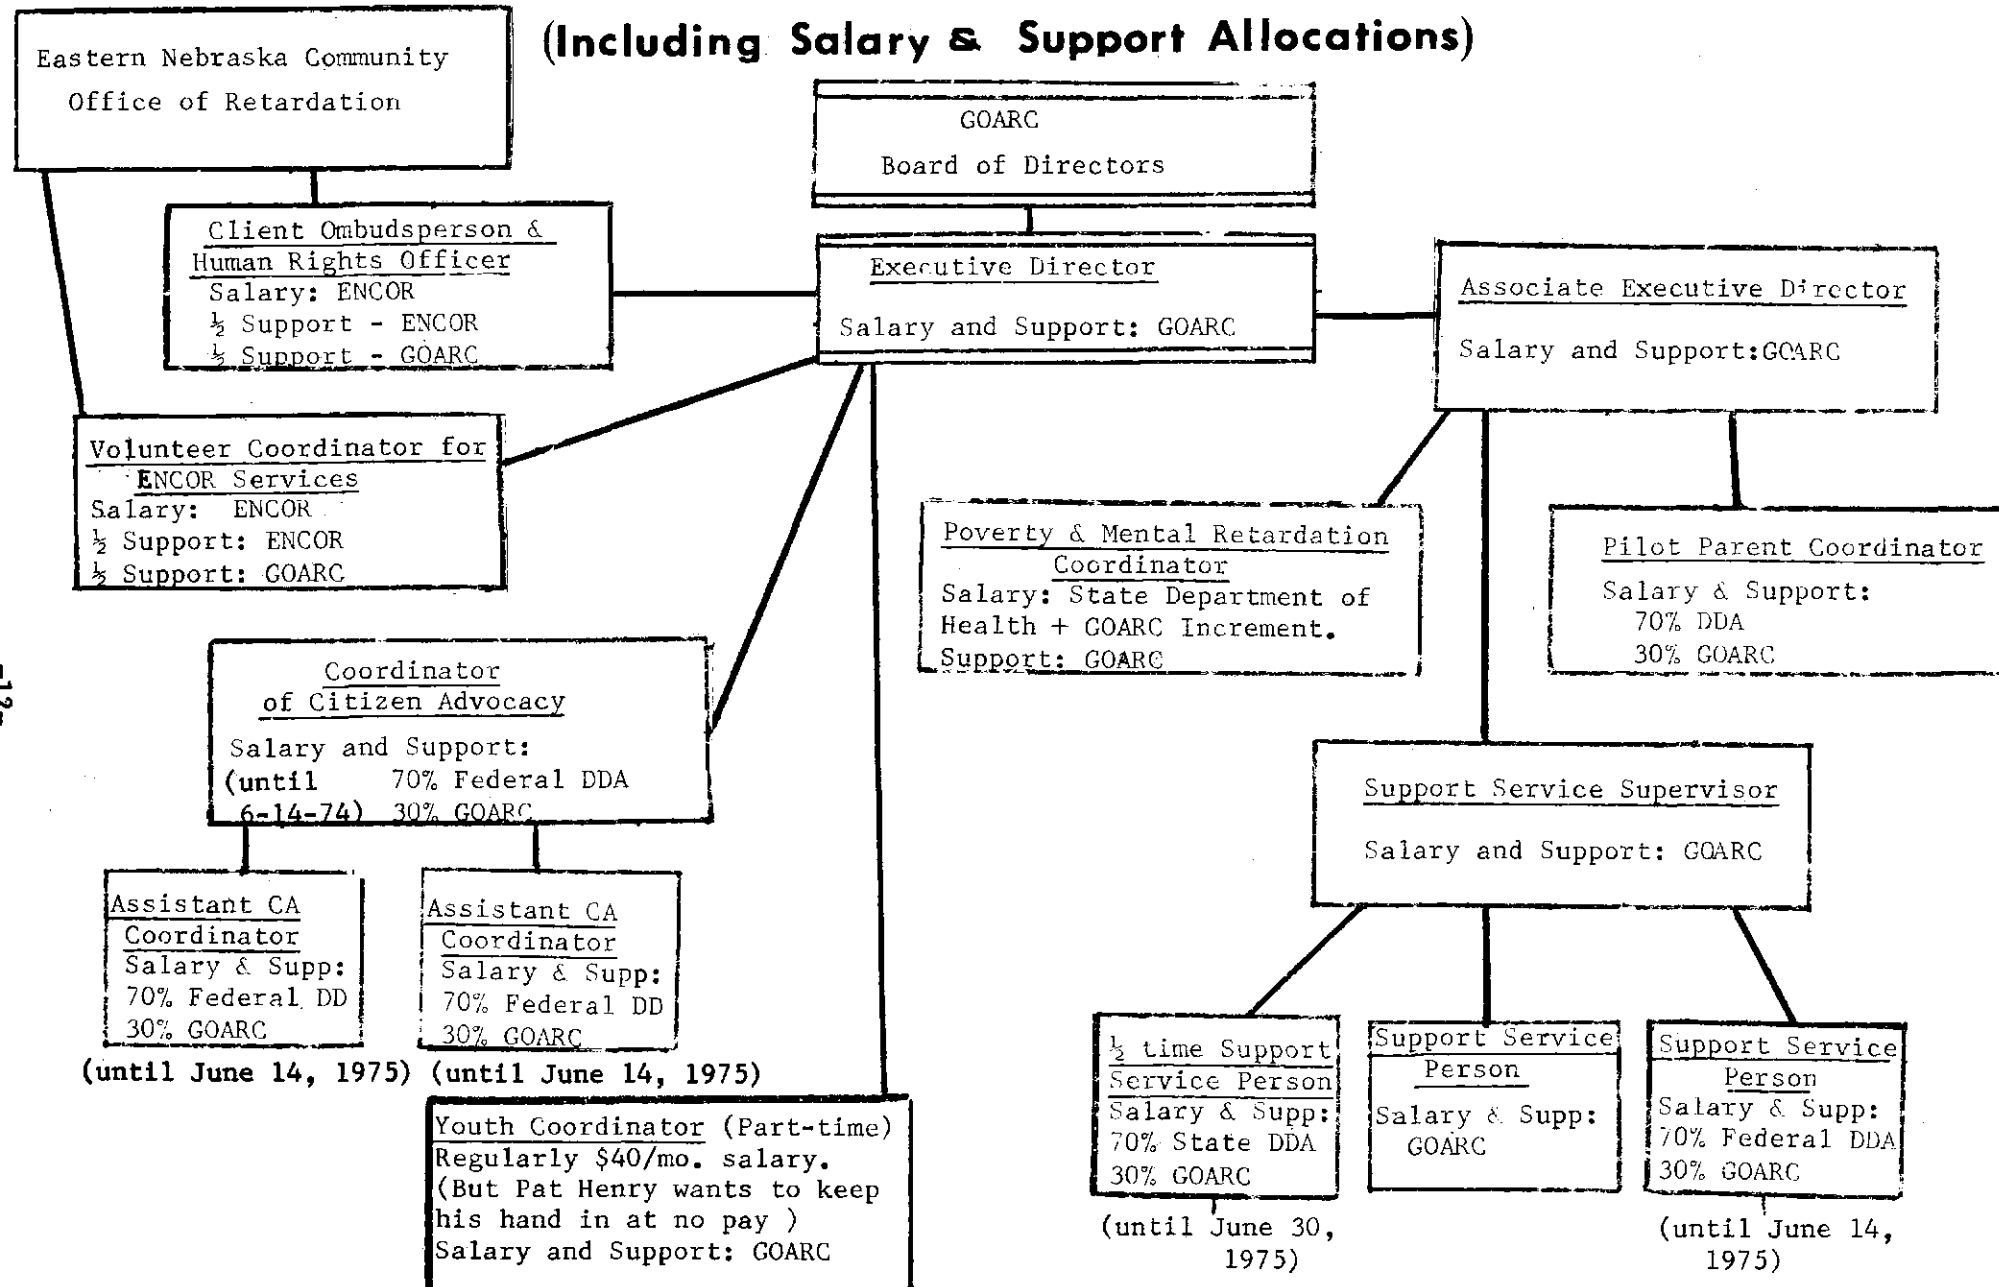 (Including Salary & Support Allocations)
Eastern Nebraska Community
Office of Retardation
GOARC
Board of Directors
Client Ombudsperson &
Human Rights Officer
Salary: ENCOR
½ Support - ENCOR
½ Support - GOARC
Executive Director
Salary and Support: GOARC
Associate Executive Director
Salary and Support:GOARC
Volunteer Coordinator for
ENCOR Services
Salary: ENCOR
½ Support: ENCOR
½ Support: GOARC
Poverty & Mental Retardation
Coordinator
Salary: State Department of
Health + GOARC Increment.
Support: GOARC
Pilot Parent Coordinator
Salary & Support:
70% DDA
30% GOARC
Coordinator
of Citizen Advocacy
Salary and Support:
(until 70% Federal DDA
6-14-74) 30% GOARC
Support Service Supervisor
Salary and Support: GOARC
Assistant CA
Coordinator
Salary & Supp:
70% Federal DD
30% GOARC
(until June 14, 1975)
Assistant CA
Coordinator
Salary & Supp:
70% Federal DD
30% GOARC
(until June 14, 1975)
Youth Coordinator (Part-time)
Regularly $40/mo. salary.
(But Pat Henry wants to keep
his hand in at no pay )
Salary and Support: GOARC
½ time Support
Service Person
Salary & Supp:
70% State DDA
30% GOARC
(until June 30,
1975)
Support Service
Person
Salary & Supp:
GOARC
Support Service
Person
Salary & Supp:
70% Federal DDA
30% GOARC
(until June 14,
1975)
-12-